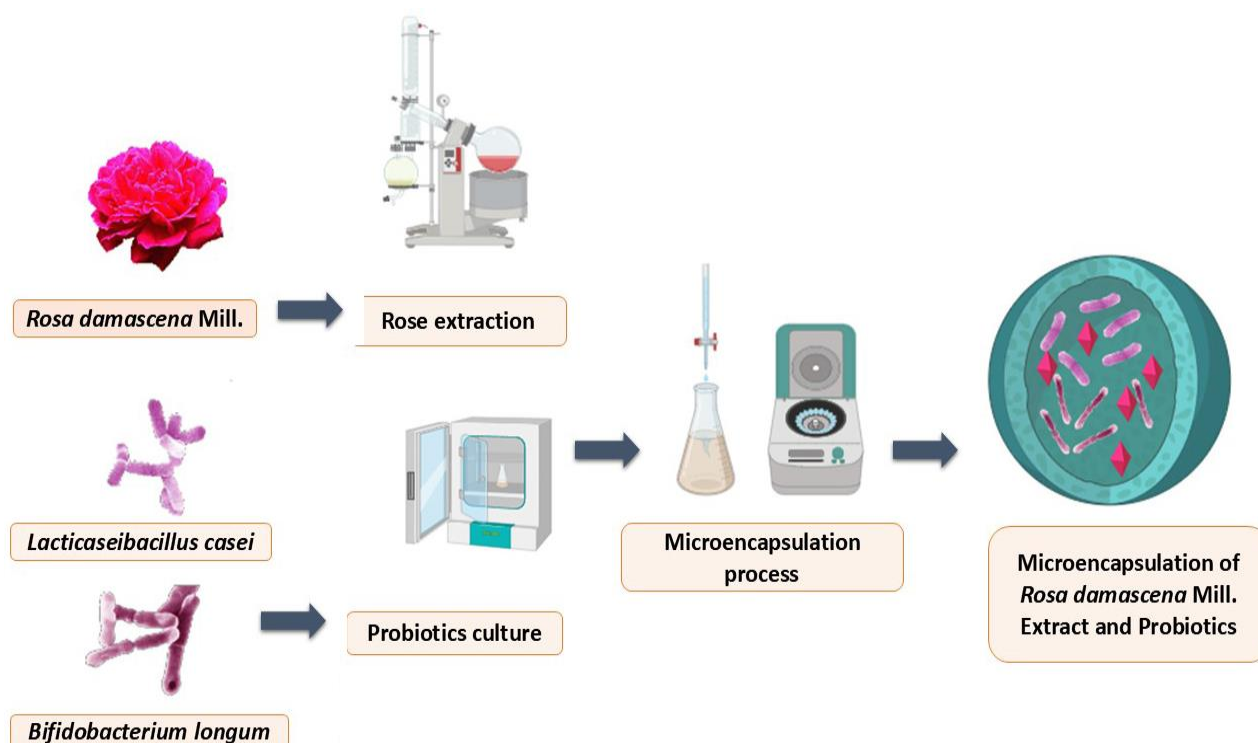 Rosa damascena Mill.
Rose extraction
Lacticaseibacillus casei
Bifidobacterium longum
Probiotics culture
Microencapsulation
process
Microencapsulation of
Rosa damascena Mill.
Extract and Probiotics